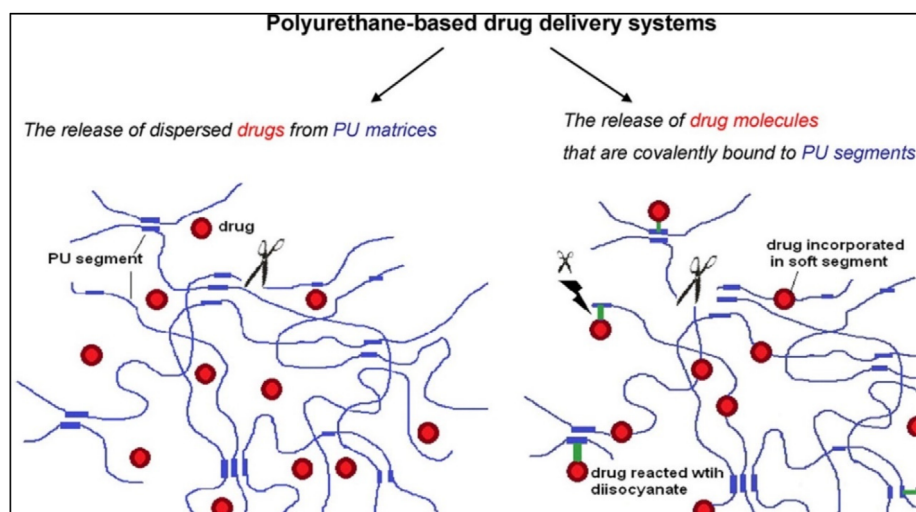 Polyurethane-based drug delivery systems
The release of dispersed drugs from PU matrices
The release of drug molecules
that are covalently bound to PU segments
drug
PU segment
drug incorporated
in soft segment
drug reacted wtih
diisocyanate